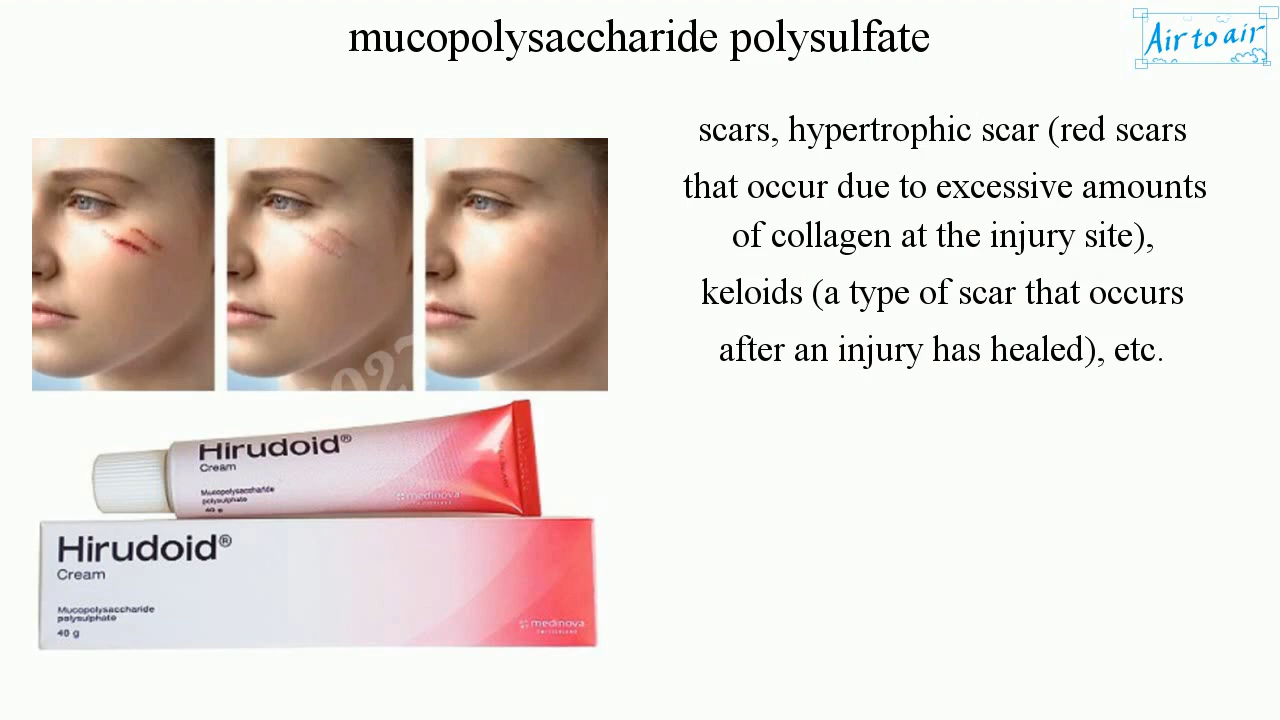 mucopolysaccharide polysulfate
Air to air
scars, hypertrophic scar (red scars
that occur due to excessive amounts
of collagen at the injury site),
keloids (a type of scar that occurs
after an injury has healed), etc.
Hirudoid®
Cream
Mucopolysaccharide
polysulphate
40 g
medinova
Hirudoid®
Cream
Mucopolysaccharide
polysulphate
40 g
medinova
SWITZERLAND